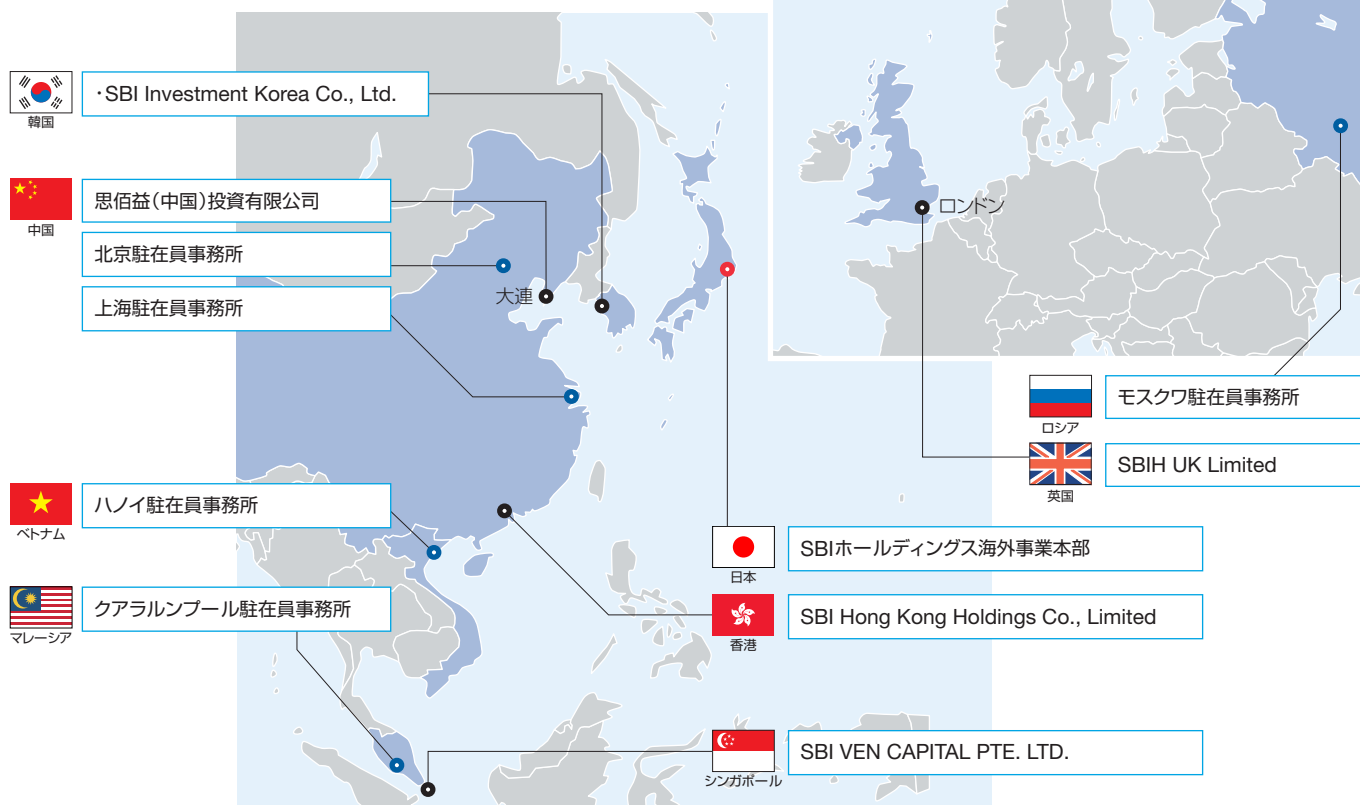 ・SBI Investment Korea Co., Ltd.
韓国
思佰益(中国)投資有限公司
中国
北京駐在員事務所
上海駐在員事務所
大連
ロンドン
モスクワ駐在員事務所
ロシア
SBIH UK Limited
英国
ハノイ駐在員事務所
ベトナム
SBIホールディングス海外事業本部
日本
クアラルンプール駐在員事務所
マレーシア
SBI Hong Kong Holdings Co., Limited
香港
SBI VEN CAPITAL PTE. LTD.
シンガポール